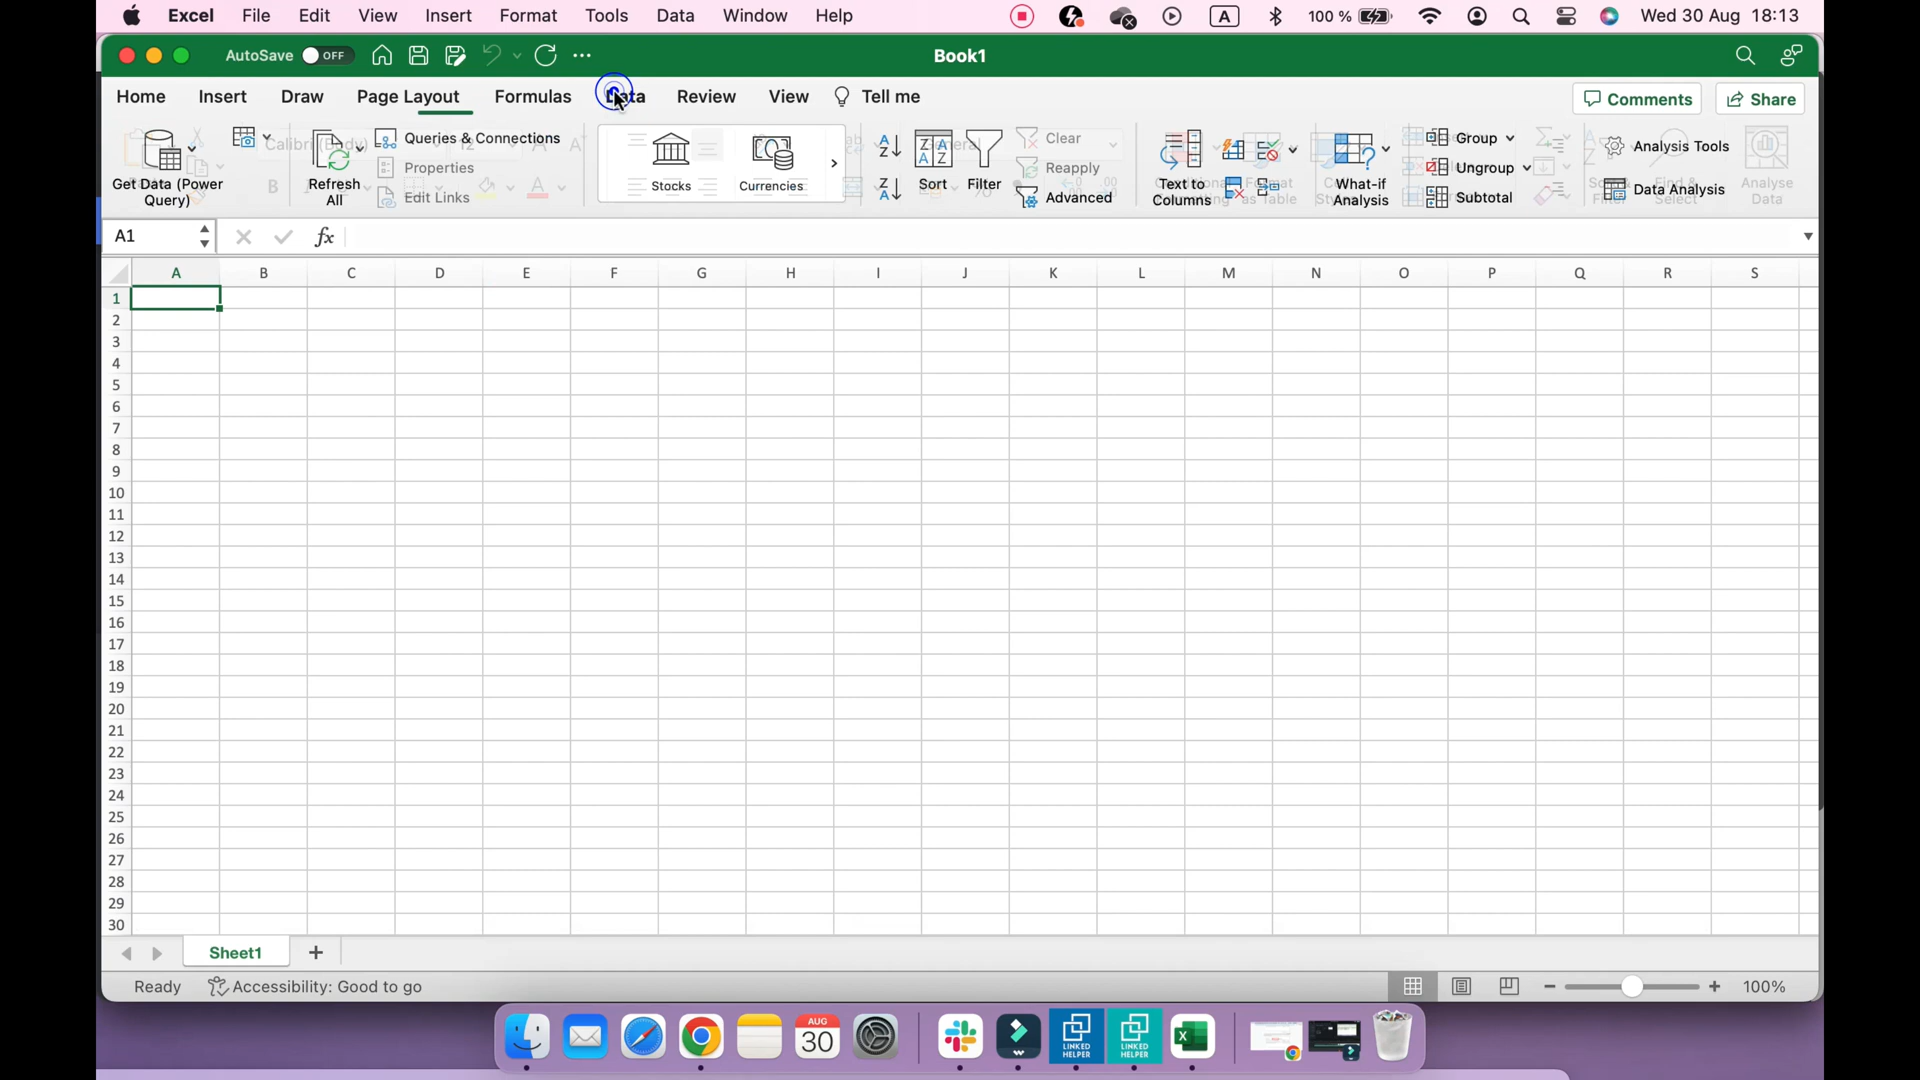 Excel File Edit View Insert Format Tools Data Window Help A 100 % Wed 30 Aug 18:13
AutoSave OFF Book1
Home Insert Draw Page Layout Formulas Data Review View Tell me Comments Share
Get Data (Power Query)
Refresh All
Queries & Connections
Properties
Edit Links
Stocks
Currencies
Sort
Filter
Clear
Reapply
Advanced
Text to Columns
What-if Analysis
Group
Ungroup
Subtotal
Analysis Tools
Data Analysis
Analyse Data
A1 fx
A B C D E F G H I J K L M N O P Q R S
1
2
3
4
5
6
7
8
9
10
11
12
13
14
15
16
17
18
19
20
21
22
23
24
25
26
27
28
29
30
Sheet1 +
Ready Accessibility: Good to go 100%
AUG
30
LINKED
HELPER
LINKED
HELPER